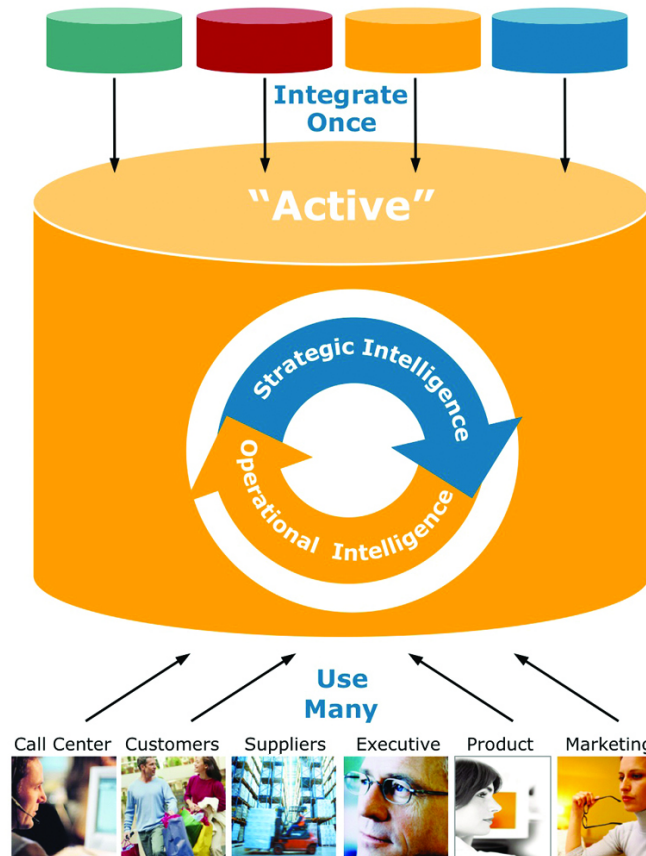 Integrate
Once
“Active”
Strategic Intelligence
Operational Intelligence
Use
Many
Call Center Customers Suppliers Executive Product Marketing